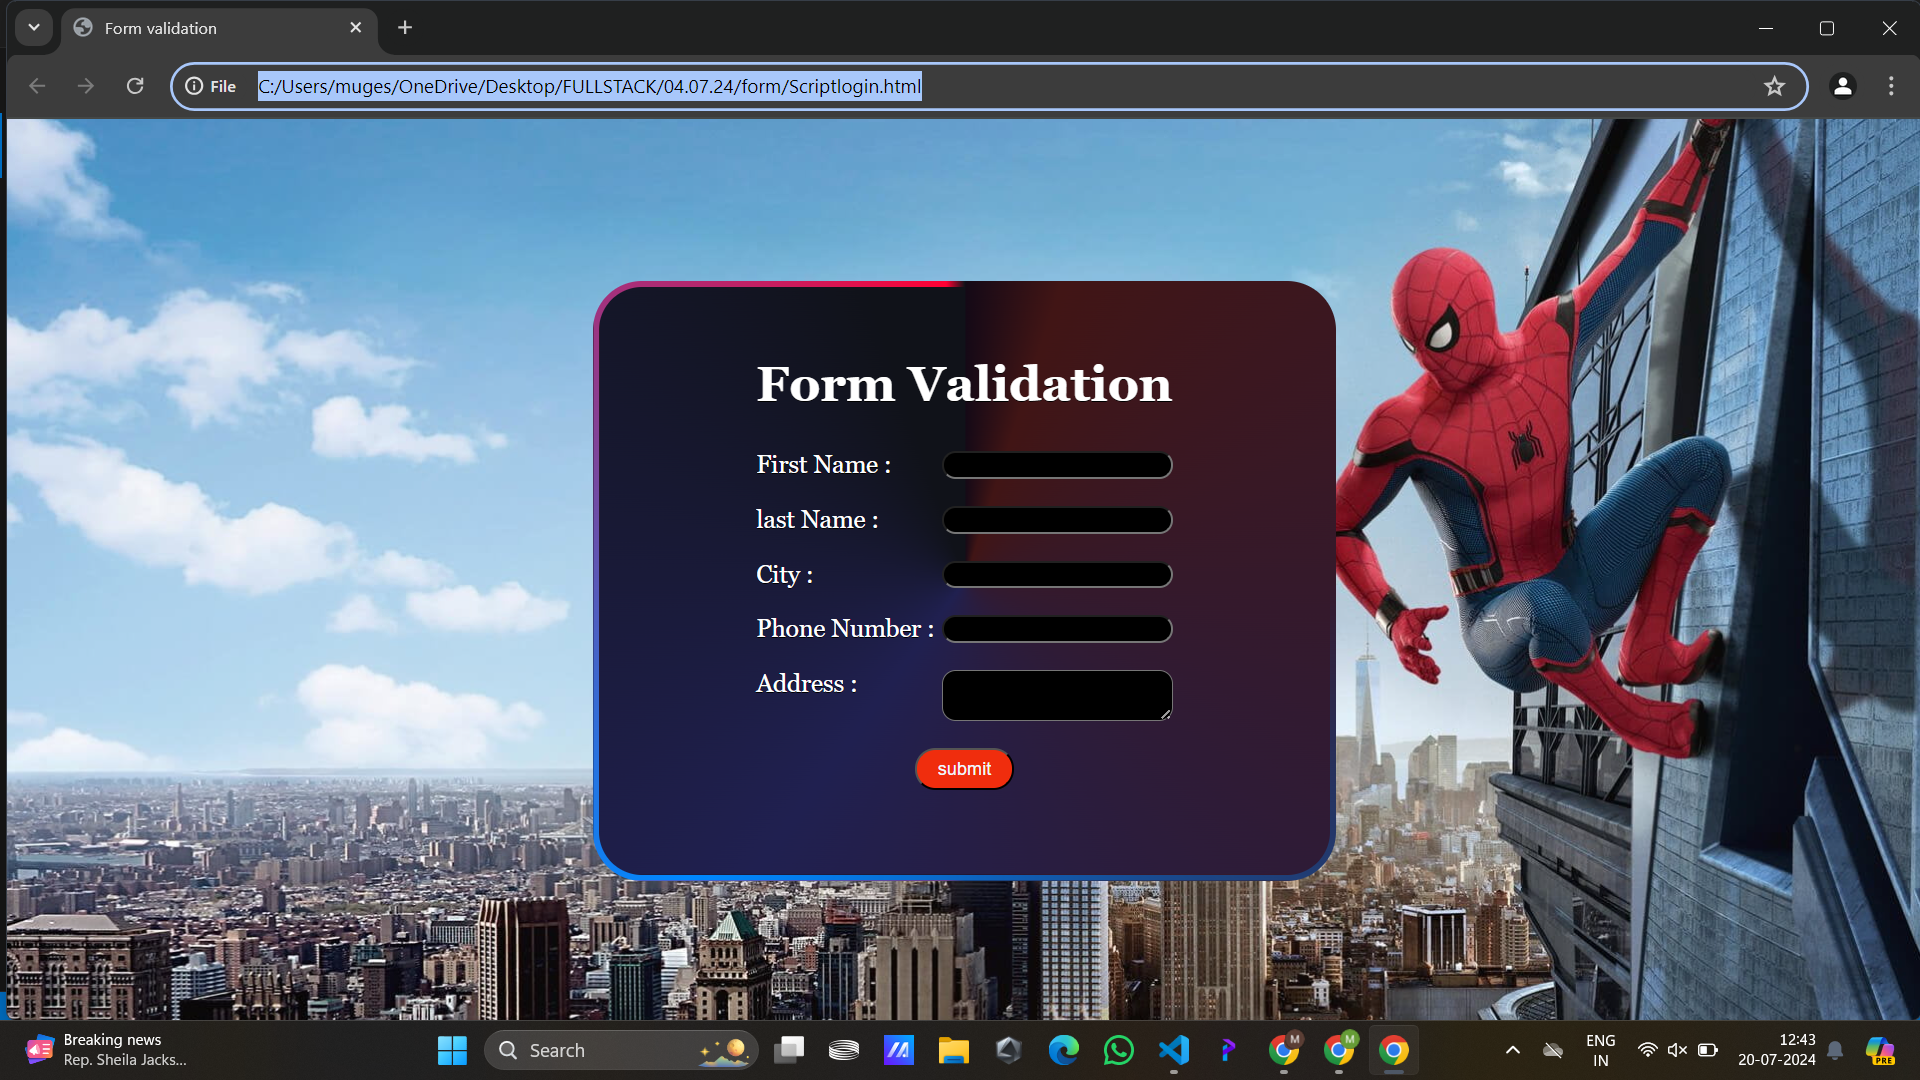 Form validation
File
C:/Users/muges/OneDrive/Desktop/FULLSTACK/04.07.24/form/Scriptlogin.html
Form Validation
First Name :
last Name :
City :
Phone Number :
Address :
submit
Breaking news
Rep. Sheila Jacks...
Search
M
M
ENG
IN
12:43
20-07-2024
PRE